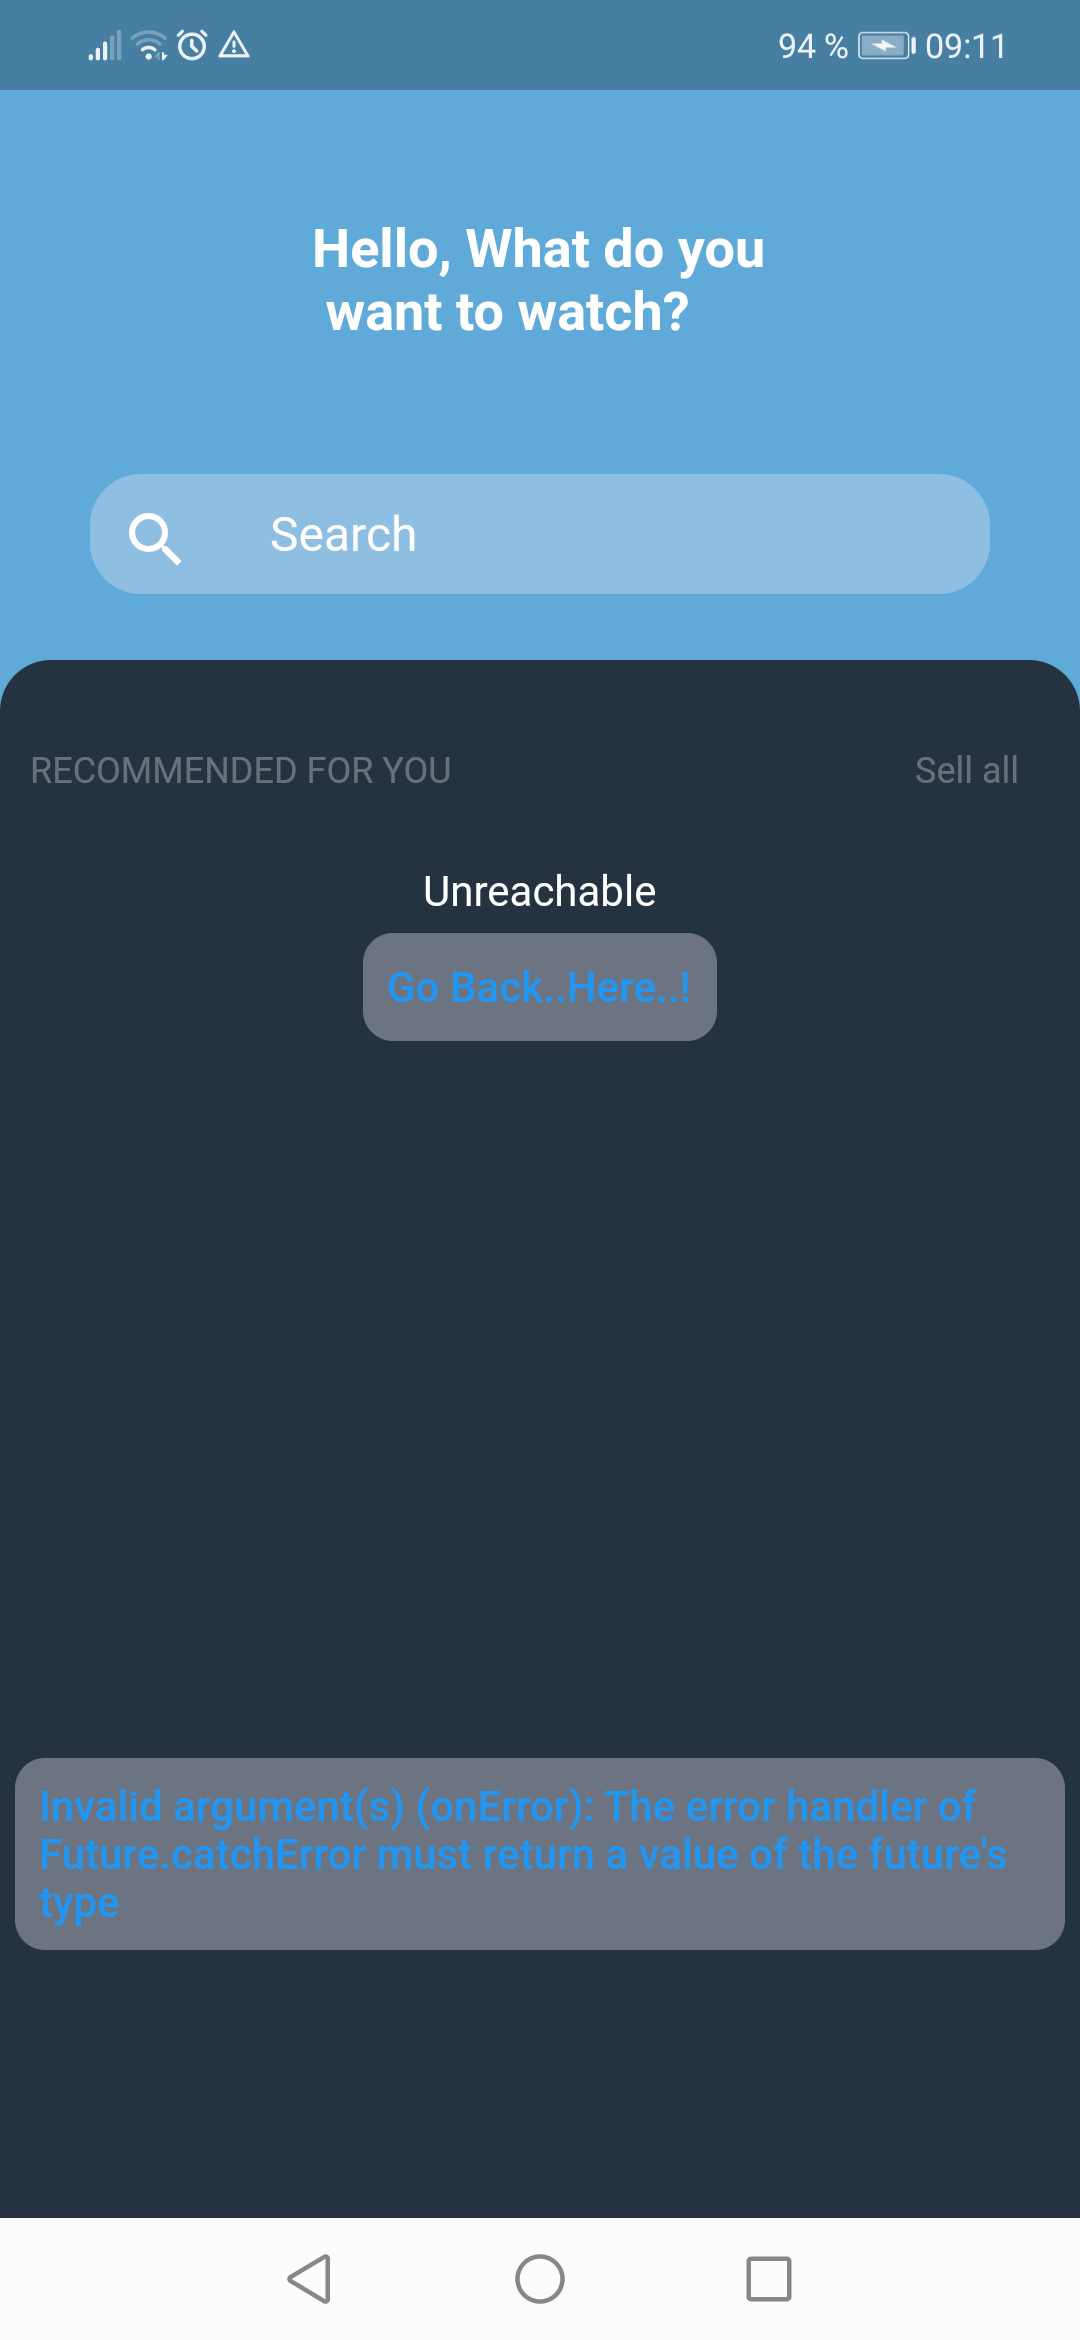 94 % 09:11
Hello, What do you
want to watch?
Search
RECOMMENDED FOR YOU Sell all
Unreachable
Go Back..Here..!
Invalid argument(s) (onError): The error handler of
Future.catchError must return a value of the future's
type